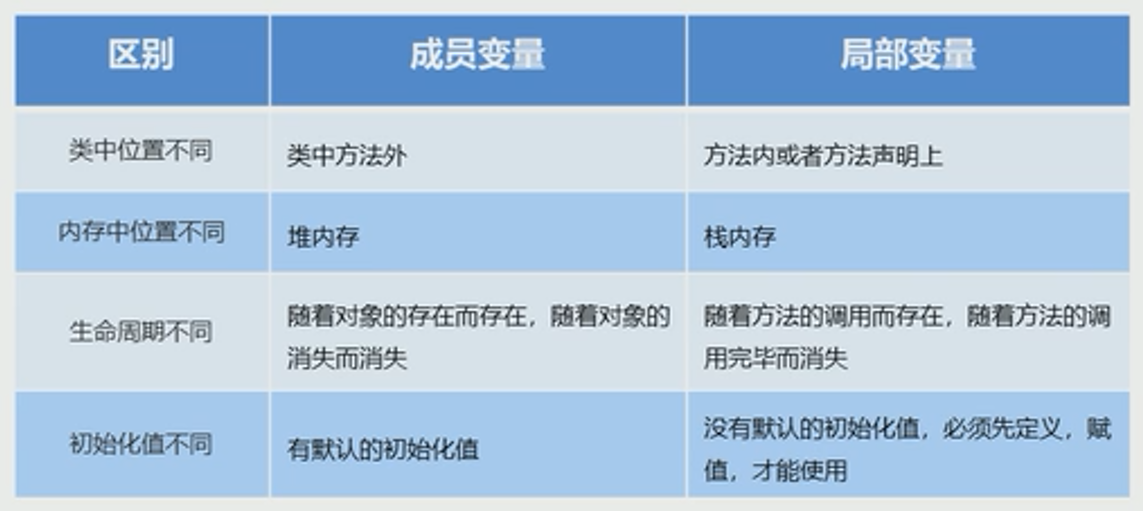 区别 成员变量 局部变量
类中位置不同 类中方法外 方法内或者方法声明上
内存中位置不同 堆内存 栈内存
生命周期不同
随着对象的存在而存在，随着对象的
消失而消失
随着方法的调用而存在，随着方法的调
用完毕而消失
初始化值不同 有默认的初始化值
没有默认的初始化值，必须先定义，赋
值，才能使用